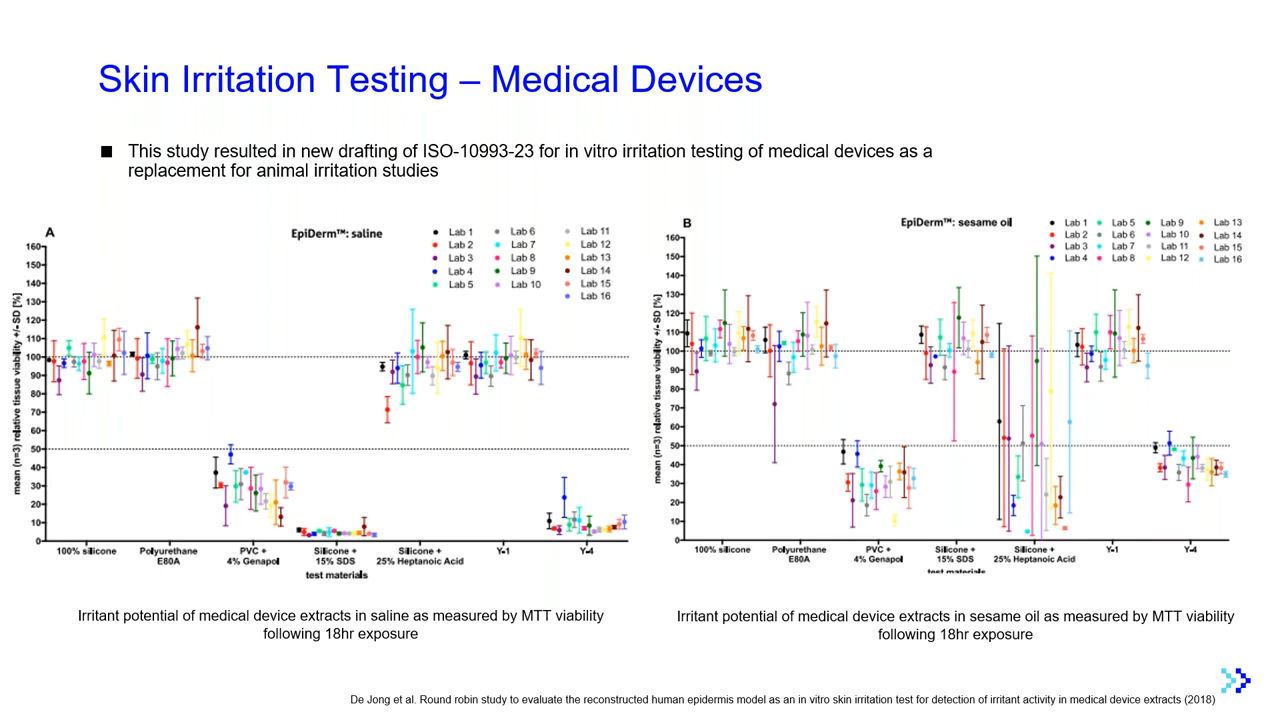 Skin Irritation Testing – Medical Devices
■ This study resulted in new drafting of ISO-10993-23 for in vitro irritation testing of medical devices as a
replacement for animal irritation studies
A
EpiDerm™: saline
Lab 1
Lab 2
Lab 3
Lab 4
Lab 5
Lab 6
Lab 7
Lab 8
Lab 9
Lab 10
Lab 11
Lab 12
Lab 13
Lab 14
Lab 15
Lab 16
mean (n=3) relative tissue viability +/- SD [%]
160
150
140
130
120
110
100
90
80
70
60
50
40
30
20
10
0
100% silicone
Polyurethane
E80A
PVC +
4% Genapol
Silicone +
15% SDS
Silicone +
25% Heptanoic Acid
Y-1
Y-4
test materials
Irritant potential of medical device extracts in saline as measured by MTT viability
following 18hr exposure
B
EpiDerm™: sesame oil
Lab 1
Lab 2
Lab 3
Lab 4
Lab 5
Lab 6
Lab 7
Lab 8
Lab 9
Lab 10
Lab 11
Lab 12
Lab 13
Lab 14
Lab 15
Lab 16
mean (n=3) relative tissue viability +/- SD [%]
160
150
140
130
120
110
100
90
80
70
60
50
40
30
20
10
0
100% silicone
Polyurethane
E80A
PVC +
4% Genapol
Silicone +
15% SDS
Silicone +
25% Heptanoic Acid
Y-1
Y-4
test materials
Irritant potential of medical device extracts in sesame oil as measured by MTT viability
following 18hr exposure
De Jong et al. Round robin study to evaluate the reconstructed human epidermis model as an in vitro skin irritation test for detection of irritant activity in medical device extracts (2018)